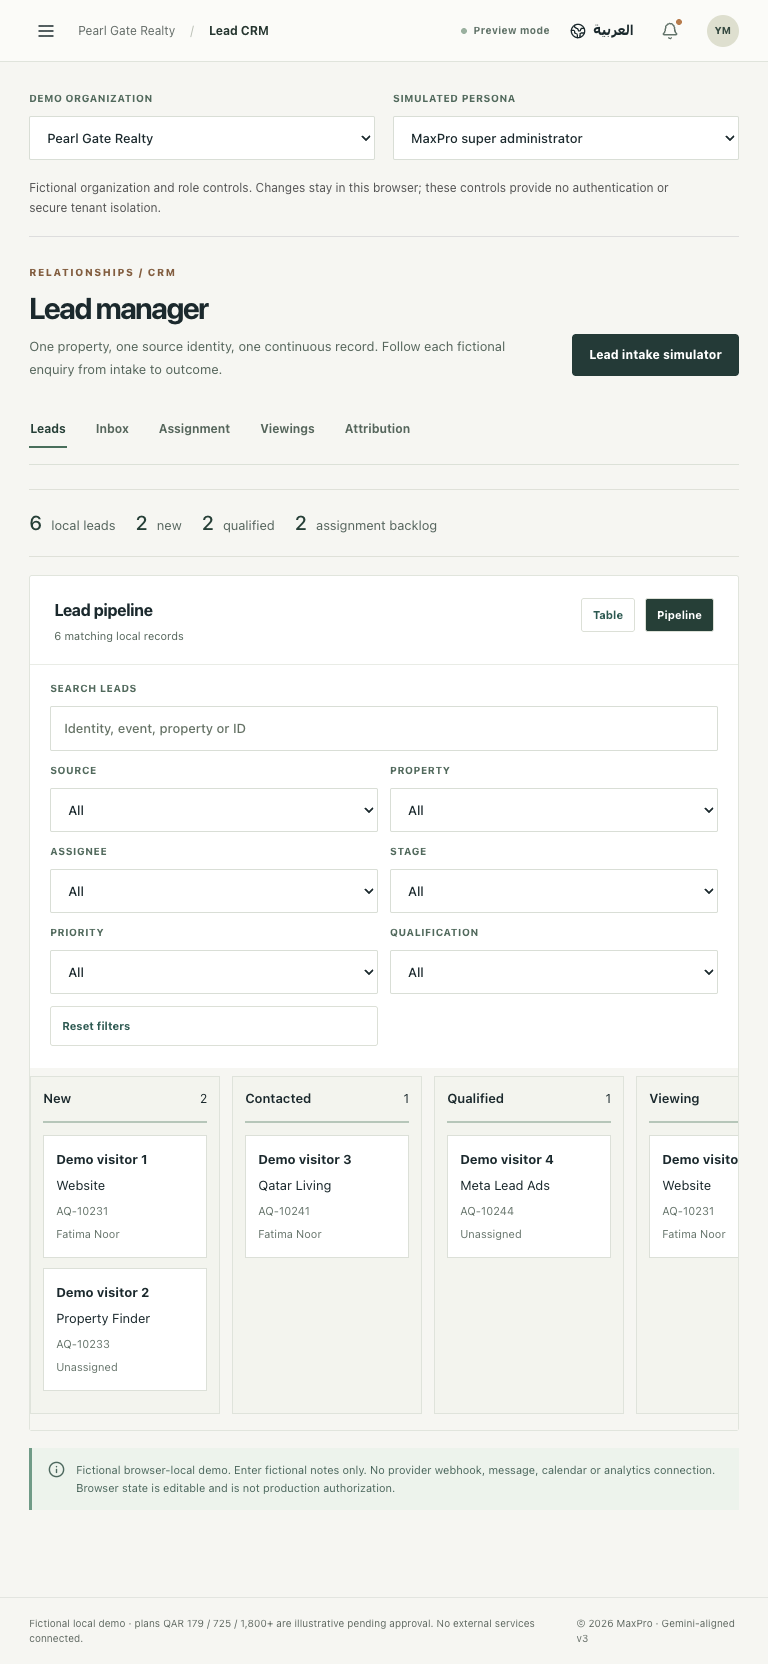 Pearl Gate Realty / Lead CRM
Preview mode
العربية
YM
DEMO ORGANIZATION
Pearl Gate Realty
SIMULATED PERSONA
MaxPro super administrator
Fictional organization and role controls. Changes stay in this browser; these controls provide no authentication or
secure tenant isolation.
RELATIONSHIPS / CRM
Lead manager
One property, one source identity, one continuous record. Follow each fictional
enquiry from intake to outcome.
Lead intake simulator
Leads Inbox Assignment Viewings Attribution
6 local leads 2 new 2 qualified 2 assignment backlog
Lead pipeline
6 matching local records
Table Pipeline
SEARCH LEADS
Identity, event, property or ID
SOURCE
All
PROPERTY
All
ASSIGNEE
All
STAGE
All
PRIORITY
All
QUALIFICATION
All
Reset filters
New 2
Demo visitor 1
Website
AQ-10231
Fatima Noor
Demo visitor 2
Property Finder
AQ-10233
Unassigned
Contacted 1
Demo visitor 3
Qatar Living
AQ-10241
Fatima Noor
Qualified 1
Demo visitor 4
Meta Lead Ads
AQ-10244
Unassigned
Viewing
Demo visito
Website
AQ-10231
Fatima Noor
Fictional browser-local demo. Enter fictional notes only. No provider webhook, message, calendar or analytics connection.
Browser state is editable and is not production authorization.
Fictional local demo · plans QAR 179 / 725 / 1,800+ are illustrative pending approval. No external services
connected.
© 2026 MaxPro · Gemini-aligned
v3